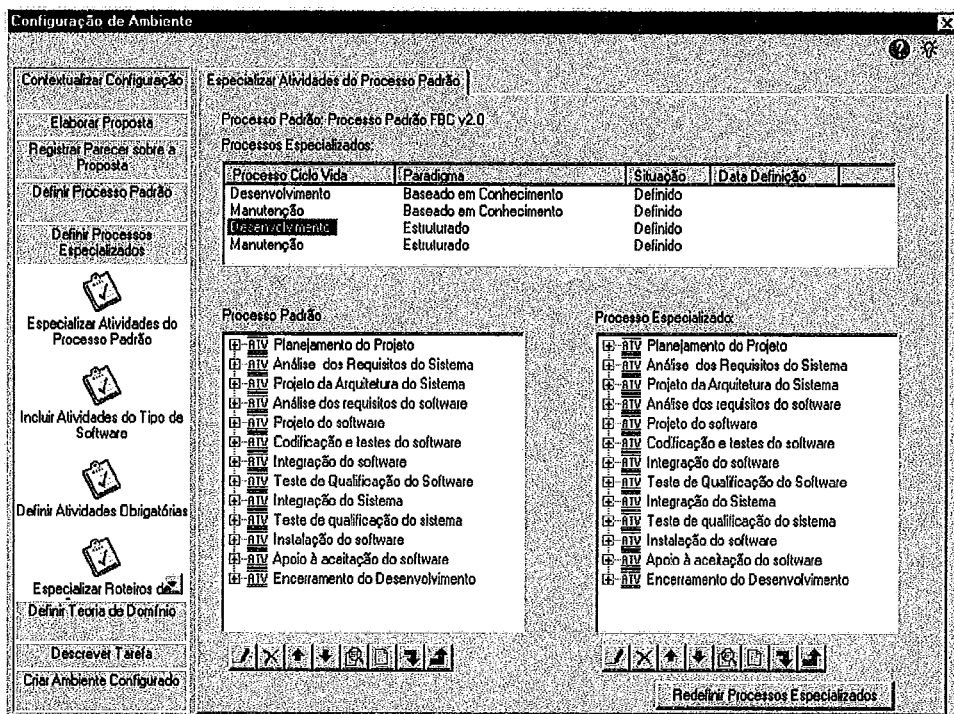 Configuração de Ambiente
Contextualizar Configuração
Elaborar Proposta
Registrar Parecer sobre a
Proposta
Definir Processo Padrão
Definir Processos
Especializados
Especializar Atividades do
Processo Padrão
Incluir Atividades do Tipo de
Software
Definir Atividades Obrigatórias
Especializar Roteiros de
Definir Teoria de Domínio
Descrever Tarefa
Criar Ambiente Configurado
Especializar Atividades do Processo Padrão
Processo Padrão: Processo Padrão FBC v2.0
Processos Especializados:
Processo Ciclo Vida Paradigma Situação Data Definição
Desenvolvimento Baseado em Conhecimento Definido
Manutenção Baseado em Conhecimento Definido
Desenvolvimento Estruturado Definido
Manutenção Estruturado Definido
Processo Padrão
ATV Planejamento do Projeto
ATV Análise dos Requisitos do Sistema
ATV Projeto da Arquitetura do Sistema
ATV Análise dos requisitos do software
ATV Projeto do software
ATV Codificação e testes do software
ATV Integração do software
ATV Teste de Qualificação do Software
ATV Integração do Sistema
ATV Teste de qualificação do sistema
ATV Instalação do software
ATV Apoio à aceitação do software
ATV Encerramento do Desenvolvimento
Processo Especializado:
ATV Planejamento do Projeto
ATV Análise dos Requisitos do Sistema
ATV Projeto da Arquitetura do Sistema
ATV Análise dos requisitos do software
ATV Projeto do software
ATV Codificação e testes do software
ATV Integração do software
ATV Teste de Qualificação do Software
ATV Integração do Sistema
ATV Teste de qualificação do sistema
ATV Instalação do software
ATV Apoio à aceitação do software
ATV Encerramento do Desenvolvimento
Redefinir Processos Especializados